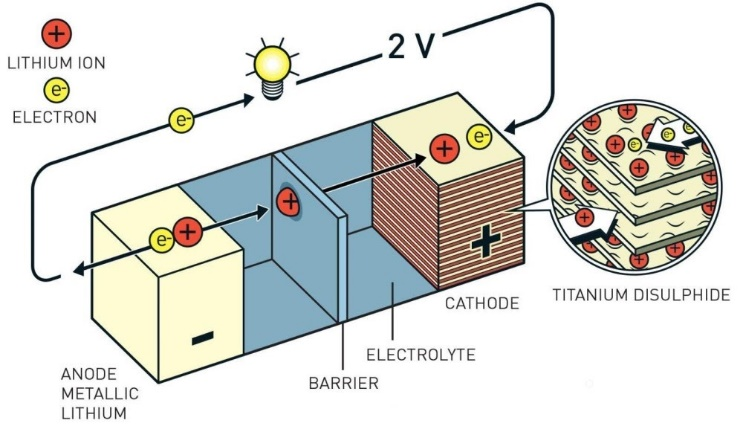 +
LITHIUM ION
e-
ELECTRON
2 V
e-
+
e-
+
e-
+
+
-
ANODE
METALLIC
LITHIUM
BARRIER
ELECTROLYTE
CATHODE
TITANIUM DISULPHIDE